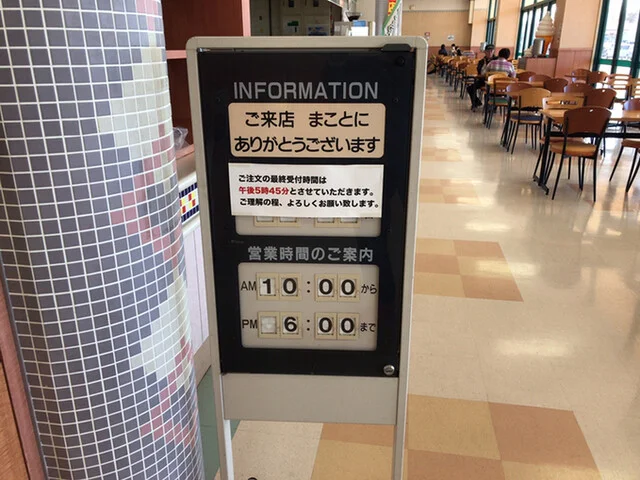 INFORMATION
ご来店 まことに
ありがとうございます
ご注文の最終受付時間は
午後5時45分とさせていただきます。
ご理解の程、よろしくお願い致します。
営業時間のご案内
AM 10:00から
PM 6:00まで